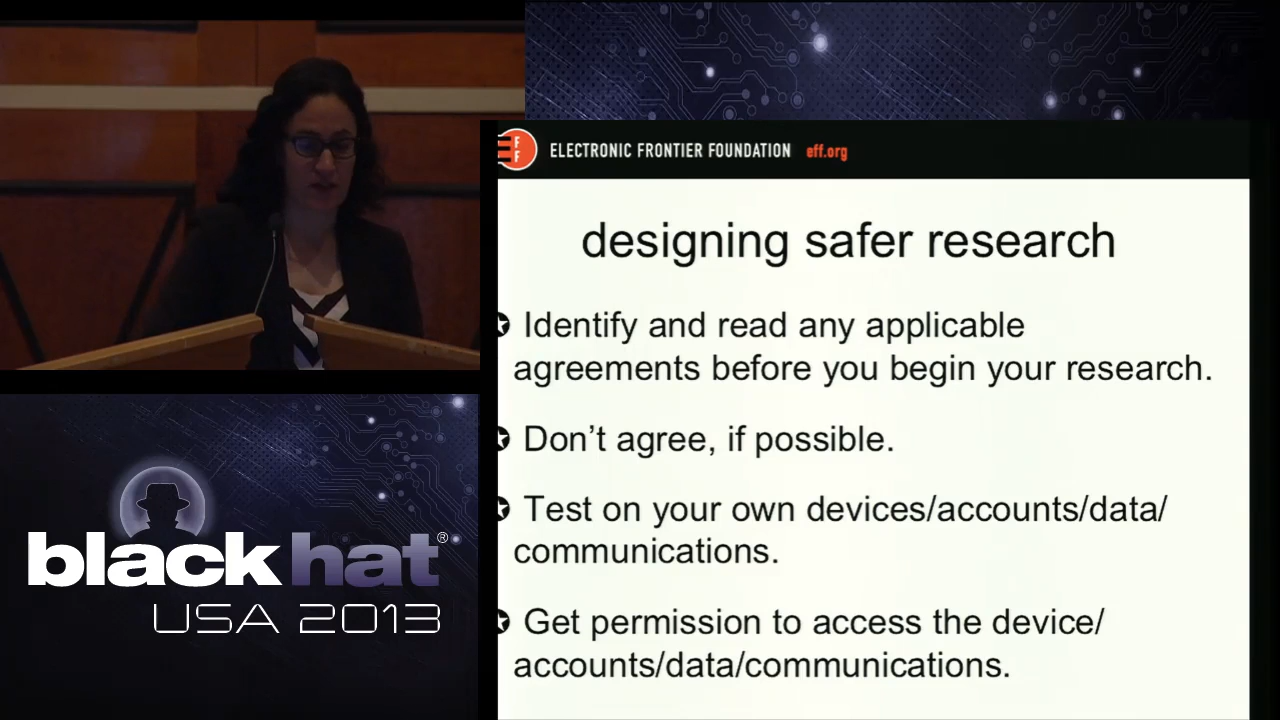 ELECTRONIC FRONTIER FOUNDATION eff.org
designing safer research
Identify and read any applicable
agreements before you begin your research.
Don't agree, if possible.
Test on your own devices/accounts/data/
communications.
Get permission to access the device/
accounts/data/communications.
black hat®
USA 2013